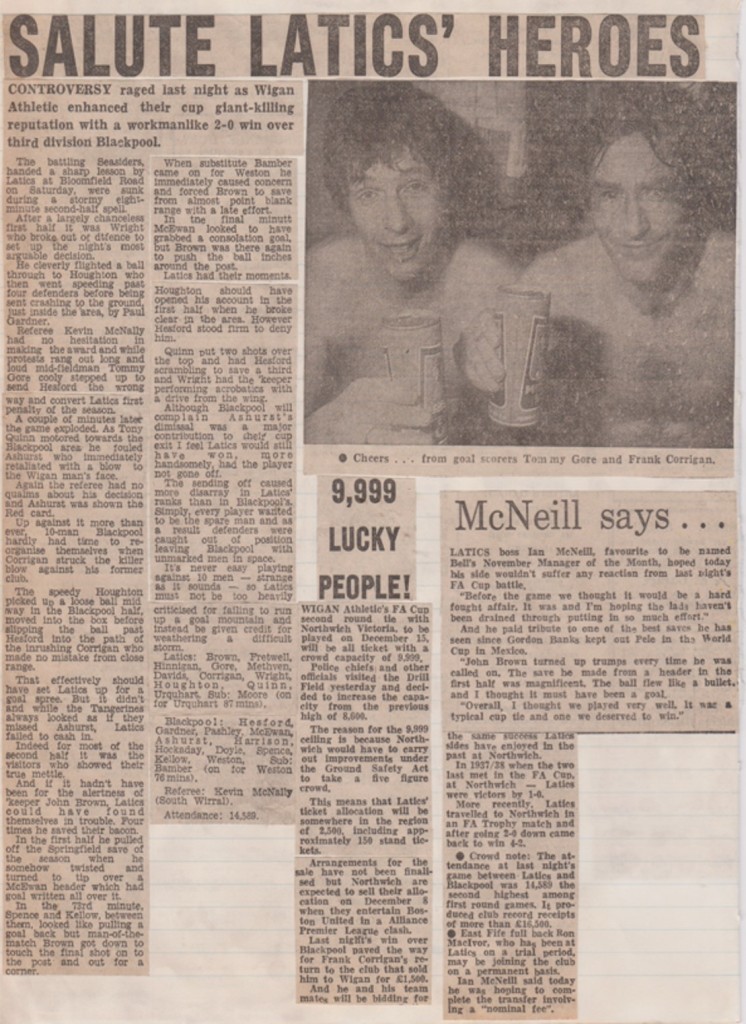 SALUTE LATICS' HEROES
CONTROVERSY raged last night as Wigan
Athletic enhanced their cup giant-killing
reputation with a workmanlike 2-0 win over
third division Blackpool.
The battling Seasiders,
handed a sharp lesson by
Latics at Bloomfield Road
on Saturday, were sunk
during a stormy eight-
minute second-half spell.
After a largely chanceless
first half it was Wright
who broke out of difence to
set up the night's most
arguable decision.
He cleverly flighted a ball
through to Houghton who
then went speeding past
four defenders before being
sent crashing to the ground,
just inside the area, by Paul
Gardner.
Referee Kevin McNally
had no hesitation in
making the award and while
protests rang out long and
loud mid-fieldman Tommy
Gore cooly stepped up to
send Hesford the wrong
way and convert Latics first
penalty of the season.
A couple of minutes later
the game exploded. As Tony
Quinn motored towards the
Blackpool area he fouled
Ashurst who immediately
retaliated with a blow to
the Wigan man's face.
Again the referee had no
qualms about his decision
and Ashurst was shown the
Red card.
Up against it more than
ever, 10-man Blackpool
hardly had time to re-
organise themselves when
Corrigan struck the killer
blow against his former
club.
The speedy Houghton
picked up a loose ball mid
way in the Blackpool half,
moved into the box before
slipping the ball past
Hesford into the path of
the inrushing Corrigan who
made no mistake from close
range.
That effectively should
have set Latics up for a
goal spree. But it didn't
and while the Tangerines
always looked as if they
missed Ashurst, Latics
failed to cash in.
Indeed for most of the
second half it was the
visitors who showed their
true mettle.
And if it hadn't have
been for the alertness of
'keeper John Brown, Latics
could have found
themselves in trouble. Four
times he saved their bacon.
In the first half he pulled
off the Springfield save of
the season when he
somehow twisted and
turned to tip over a
McEwan header which had
goal written all over it.
In the 73rd minute,
Spence and Kellow, between
them, looked like pulling a
goal back but man-of-the-
match Brown got down to
touch the final shot on to
the post and out for a
corner.
When substitute Bamber
came on for Weston he
immediately caused concern
and forced Brown to save
from almost point blank
range with a late effort.
In the final minutt
McEwan looked to have
grabbed a consolation goal,
but Brown was there again
to push the ball inches
around the post.
Latics had their moments.
Houghton should have
opened his account in the
first half when he broke
clear in the area. However
Hesford stood firm to deny
him.
Quinn put two shots over
the top and had Hesford
scrambling to save a third
and Wright had the 'keeper
performing acrobatics with
a drive from the wing.
Although Blackpool will
complain Ashurst's
dimissal was a major
contribution to their cup
exit I feel Latics would still
have won, more
handsomely, had the player
not gone off.
The sending off caused
more disarray in Latics'
ranks than in Blackpool's.
Simply, every player wanted
to be the spare man and as
a result defenders were
caught out of position
leaving Blackpool with
unmarked men in space.
It's never easy playing
against 10 men — strange
as it sounds — so Latics
must not be too heavily
criticised for failing to run
up a goal mountain and
instead be given credit for
weathering a difficult
storm.
Latics: Brown, Fretwell,
Hinnigan, Gore, Methven,
Davids, Corrigan, Wright,
Houghton, Quinn,
Urquhart. Sub: Moore (on
for Urquhart 87 mins).
Blackpool: Hesford,
Gardner, Pashley, McEwan,
Ashurst, Harrison,
Hockaday, Doyle, Spence,
Kellow, Weston. Sub:
Bamber (on for Weston
76 mins).
Referee: Kevin McNally
(South Wirral).
Attendance: 14,589.
● Cheers . . . from goal scorers Tommy Gore and Frank Corrigan.
9,999
LUCKY
PEOPLE!
WIGAN Athletic's FA Cup
second round tie with
Northwich Victoria, to be
played on December 15,
will be all ticket with a
crowd capacity of 9,999.
Police chiefs and other
officials visited the Drill
Field yesterday and deci-
ded to increase the capa-
city from the previous
high of 8,600.
The reason for the 9,999
ceiling is because North-
wich would have to carry
out improvements under
the Ground Safety Act
to take a five figure
crowd.
This means that Latics'
ticket allocation will be
somewhere in the region
of 2,500, including app-
roximately 150 stand tic-
kets.
Arrangements for the
sale have not been finali-
sed but Northwich are
expected to sell their allo-
cation on December 8
when they entertain Bos-
ton United in a Alliance
Premier League clash.
Last night's win over
Blackpool paved the way
for Frank Corrigan's re-
turn to the club that sold
him to Wigan for £1,500.
And he and his team
mates will be bidding for
McNeill says . . .
LATICS boss Ian McNeill, favourite to be named
Bell's November Manager of the Month, hoped today
his side wouldn't suffer any reaction from last night's
FA Cup battle.
"Before the game we thought it would be a hard
fought affair. It was and I'm hoping the lads haven't
been drained through putting in so much effort."
And he paid tribute to one of the best saves he has
seen since Gordon Banks kept out Pele in the World
Cup in Mexico.
"John Brown turned up trumps every time he was
called on. The save he made from a header in the
first half was magnificent. The ball flew like a bullet,
and I thought it must have been a goal.
"Overall, I thought we played very well. It was a
typical cup tie and one we deserved to win."
the same success Latics
sides have enjoyed in the
past at Northwich.
In 1937/38 when the two
last met in the FA Cup,
at Northwich — Latics
were victors by 1-0.
More recently, Latics
travelled to Northwich in
an FA Trophy match and
after going 2-0 down came
back to win 4-2.
● Crowd note: The at-
tendance at last night's
game between Latics and
Blackpool was 14,589 the
second highest among
first round games. It pro-
duced club record receipts
of more than £16,500.
● East Fife full back Ron
MacIvor, who has been at
Latics on a trial period,
may be joining the club
on a permanent basis.
Ian McNeill said today
he was hoping to com-
plete the transfer involv-
ing a "nominal fee".